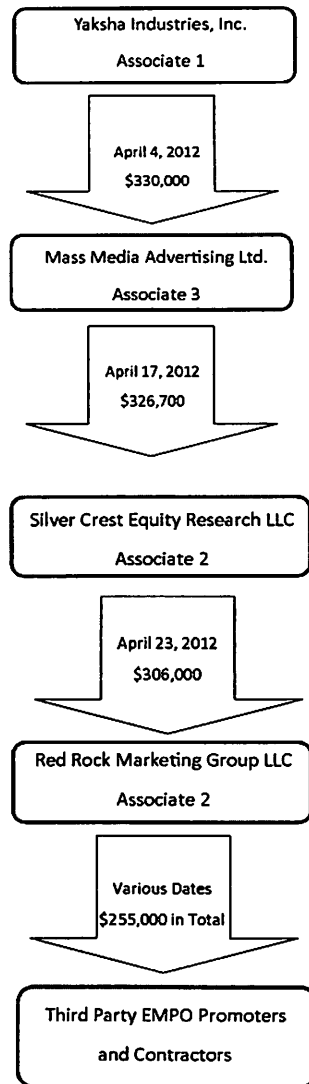 Yaksha Industries, Inc.
Associate 1
April 4, 2012
$330,000
Mass Media Advertising Ltd.
Associate 3
April 17, 2012
$326,700
Silver Crest Equity Research LLC
Associate 2
April 23, 2012
$306,000
Red Rock Marketing Group LLC
Associate 2
Various Dates
$255,000 in Total
Third Party EMPO Promoters
and Contractors